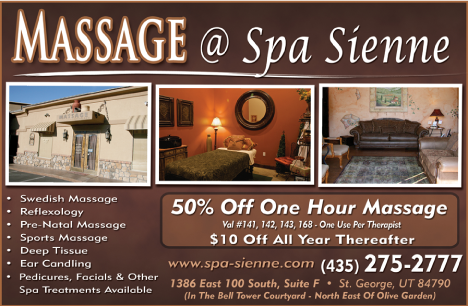 MASSAGE @ Spa Sienne
• Swedish Massage
• Reflexology
• Pre-Natal Massage
• Sports Massage
• Deep Tissue
• Ear Candling
• Pedicures, Facials & Other
Spa Treatments Available
50% Off One Hour Massage
Val #141, 142, 143, 168 - One Use Per Therapist
$10 Off All Year Thereafter
www.spa-sienne.com (435) 275-2777
1386 East 100 South, Suite F • St. George, UT 84790
(In The Bell Tower Courtyard - North East Of Olive Garden)